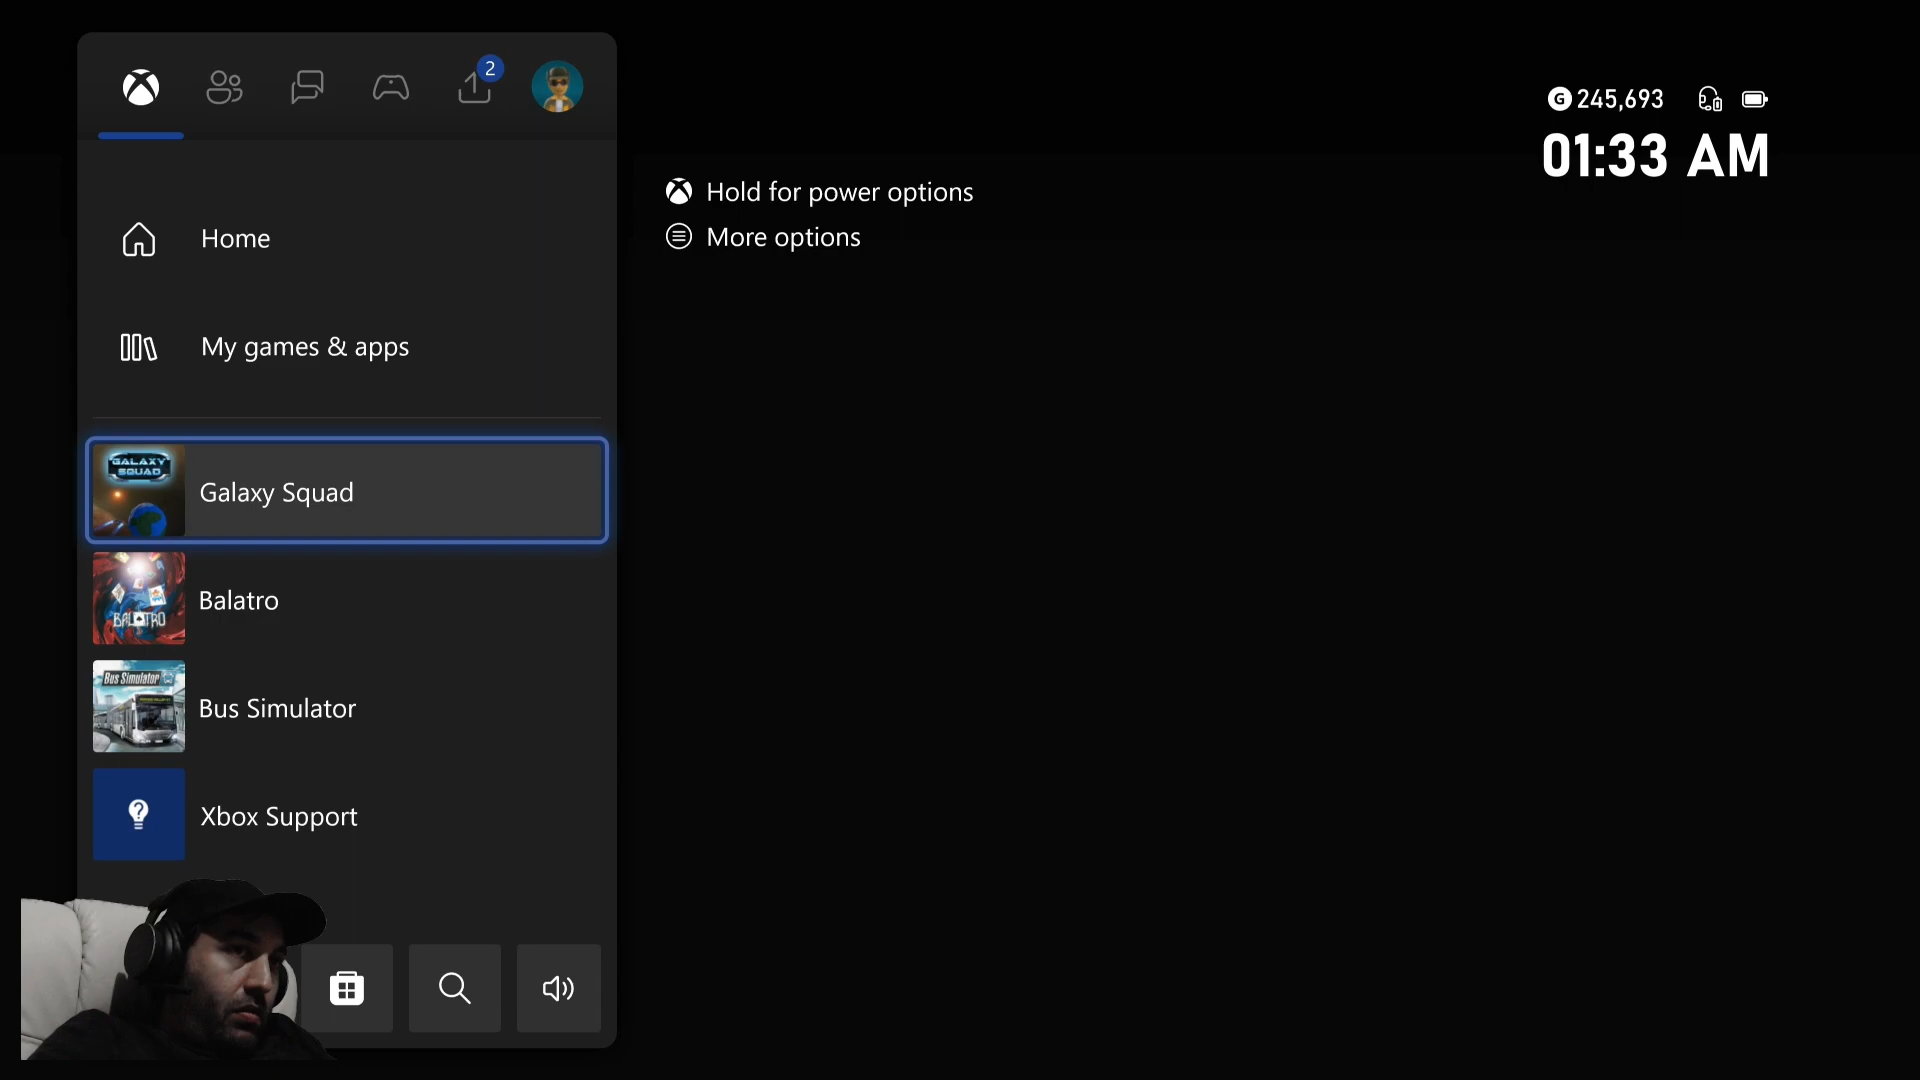 2
G 245,693
01:33 AM
Hold for power options
More options
Home
My games & apps
GALAXY
SQUAD
Galaxy Squad
BALATRO
Balatro
Bus Simulator
Bus Simulator
?
Xbox Support